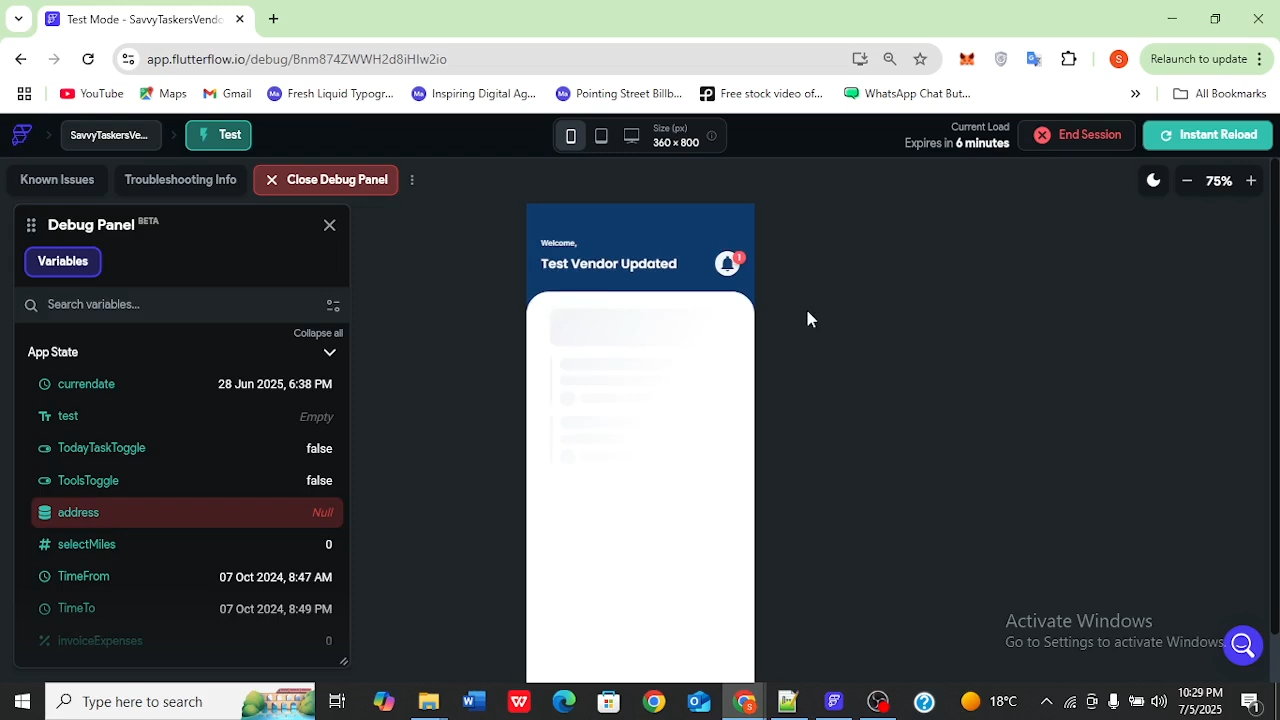 Test Mode - SavvyTaskersVendo
app.flutterflow.io/debug/Bnm874ZWWH2d8iHIw2io
Relaunch to update
YouTube
Maps
Gmail
Fresh Liquid Typogr...
Inspiring Digital Ag...
Pointing Street Billb...
Free stock video of...
WhatsApp Chat But...
All Bookmarks
SavvyTaskersVe...
Test
Size (px)
360 × 800
Current Load
Expires in 6 minutes
End Session
Instant Reload
Known Issues
Troubleshooting Info
Close Debug Panel
75%
Debug Panel BETA
Variables
Search variables...
Collapse all
App State
currendate 28 Jun 2025, 6:38 PM
test Empty
TodayTaskToggle false
ToolsToggle false
address Null
selectMiles 0
TimeFrom 07 Oct 2024, 8:47 AM
TimeTo 07 Oct 2024, 8:49 PM
invoiceExpenses 0
Welcome,
Test Vendor Updated
1
Activate Windows
Go to Settings to activate Windows.
Type here to search
18°C
10:29 PM
7/5/2025
1